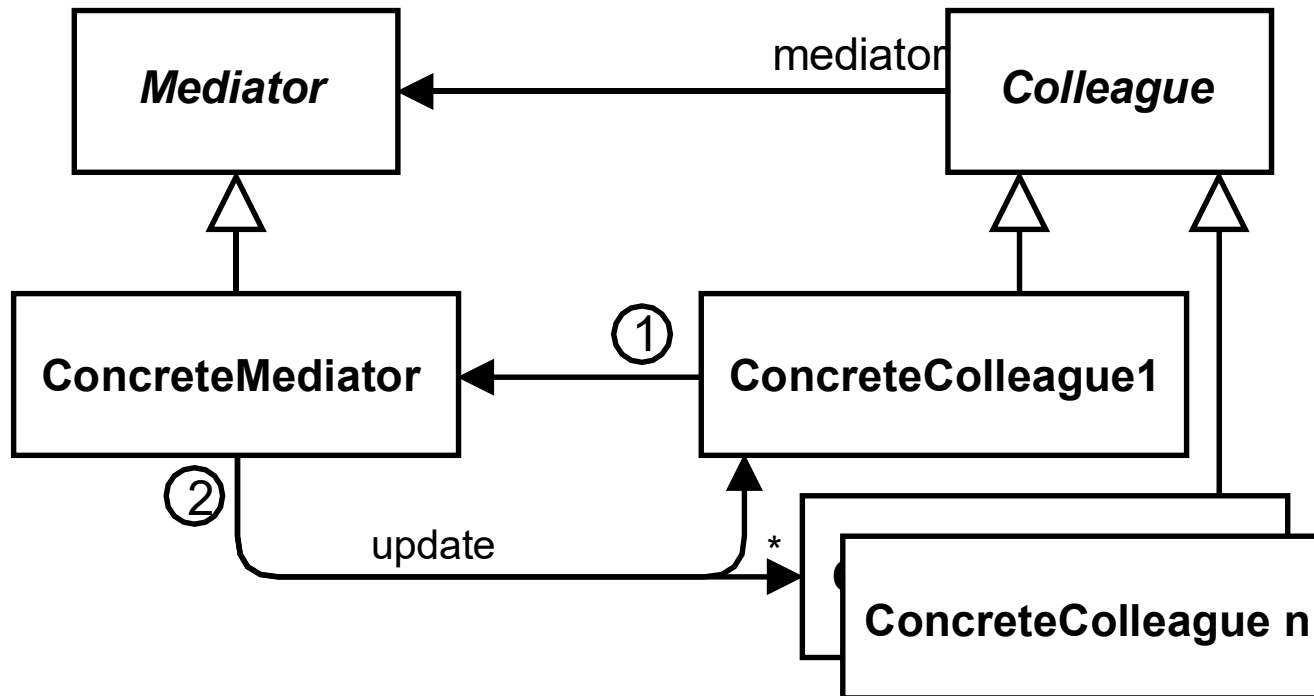 mediator
Mediator
Colleague
1
ConcreteMediator
ConcreteColleague1
2
update
*
ConcreteColleague n